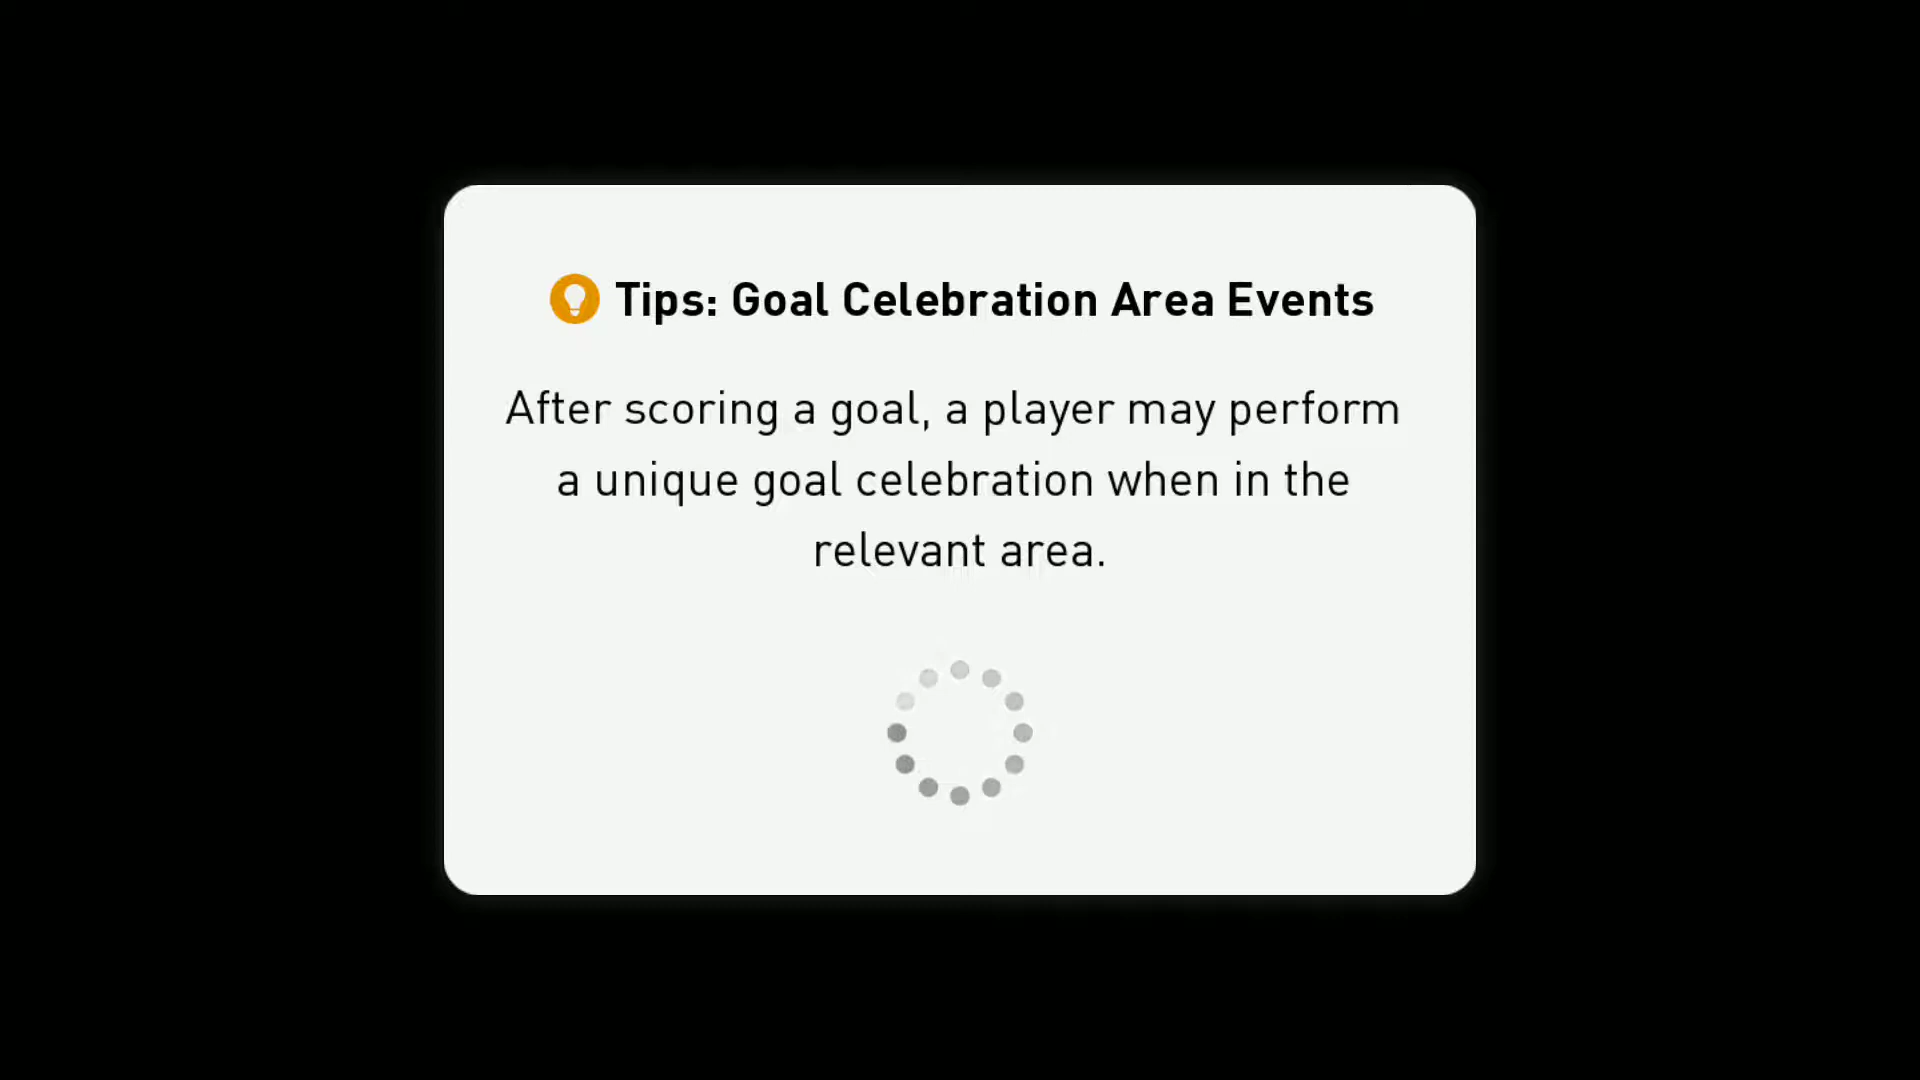 Tips: Goal Celebration Area Events
After scoring a goal, a player may perform
a unique goal celebration when in the
relevant area.